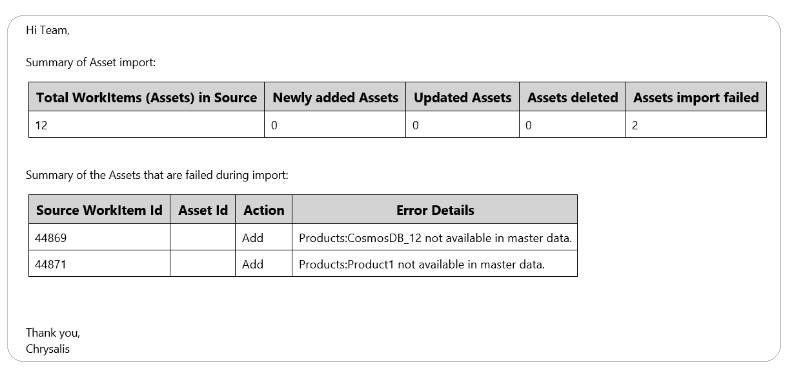 Hi Team,
Summary of Asset import:
Total WorkItems (Assets) in Source Newly added Assets Updated Assets Assets deleted Assets import failed
12 0 0 0 2
Summary of the Assets that are failed during import:
Source WorkItem Id Asset Id Action Error Details
44869 Add Products:CosmosDB_12 not available in master data.
44871 Add Products:Product1 not available in master data.
Thank you,
Chrysalis